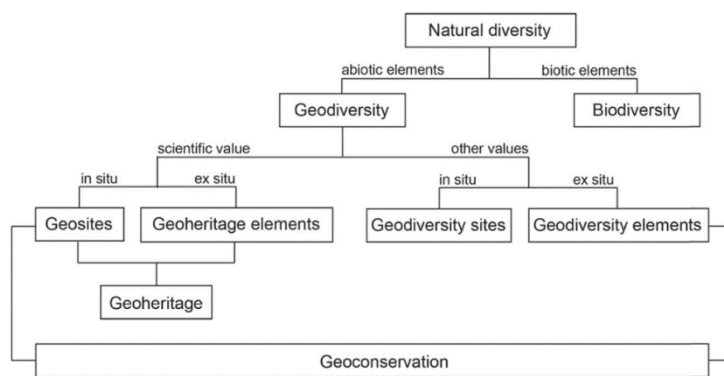 Natural diversity
abiotic elements
biotic elements
Geodiversity
Biodiversity
scientific value
other values
in situ
ex situ
in situ
ex situ
Geosites
Geoheritage elements
Geodiversity sites
Geodiversity elements
Geoheritage
Geoconservation